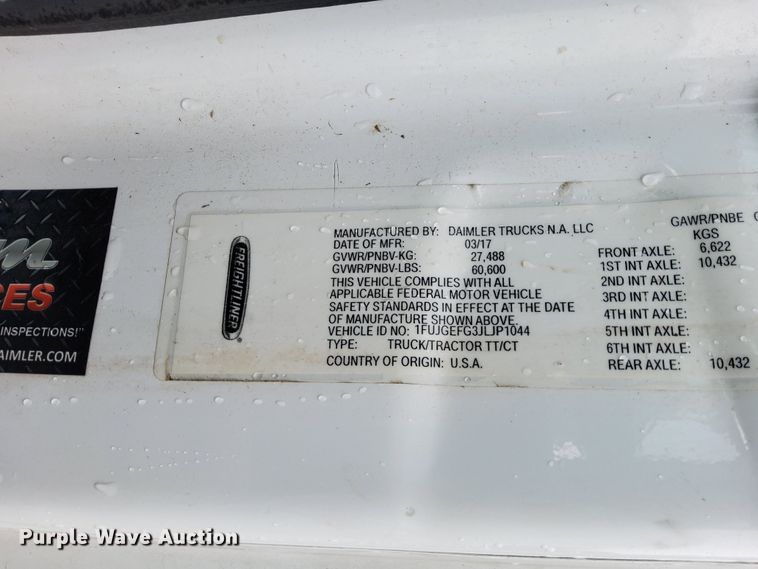 m
CES
INSPECTIONS!"
AIMLER.COM
FREIGHTLINER
MANUFACTURED BY: DAIMLER TRUCKS N.A. LLC
DATE OF MFR: 03/17
GVWR/PNBV-KG: 27,488
GVWR/PNBV-LBS: 60,600
THIS VEHICLE COMPLIES WITH ALL
APPLICABLE FEDERAL MOTOR VEHICLE
SAFETY STANDARDS IN EFFECT AT THE DATE
OF MANUFACTURE SHOWN ABOVE.
VEHICLE ID NO: 1FUJGEFG3JLJP1044
TYPE: TRUCK/TRACTOR TT/CT
COUNTRY OF ORIGIN: U.S.A.
GAWR/PNBE
KGS
FRONT AXLE: 6,622
1ST INT AXLE: 10,432
2ND INT AXLE:
3RD INT AXLE:
4TH INT AXLE:
5TH INT AXLE:
6TH INT AXLE:
REAR AXLE: 10,432
Purple Wave Auction